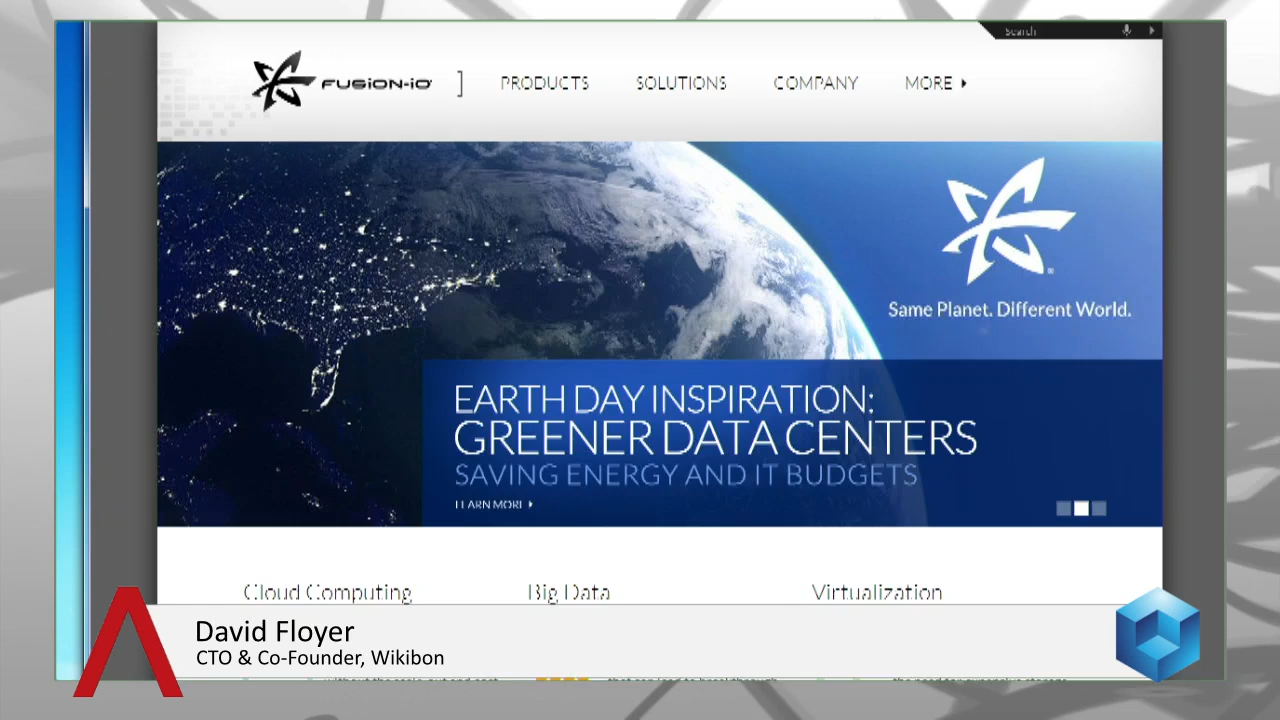 Search
FUSiON-iO
PRODUCTS
SOLUTIONS
COMPANY
MORE
Same Planet. Different World.
EARTH DAY INSPIRATION:
GREENER DATA CENTERS
SAVING ENERGY AND IT BUDGETS
LEARN MORE
Cloud Computing
Big Data
Virtualization
David Floyer
CTO & Co-Founder, Wikibon